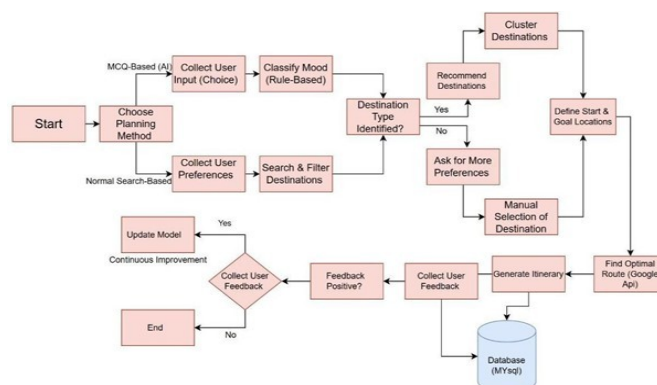 Start
Choose
Planning
Method
MCQ-Based (AI)
Normal Search-Based
Collect User
Input (Choice)
Classify Mood
(Rule-Based)
Collect User
Preferences
Search & Filter
Destinations
Destination
Type
Identified?
Yes
No
Recommend
Destinations
Cluster
Destinations
Ask for More
Preferences
Manual
Selection of
Destination
Define Start &
Goal Locations
Find Optimal
Route (Google
Api)
Generate Itinerary
Collect User
Feedback
Database
(MYsql)
Feedback
Positive?
Collect User
Feedback
Yes
Update Model
Continuous Improvement
No
End